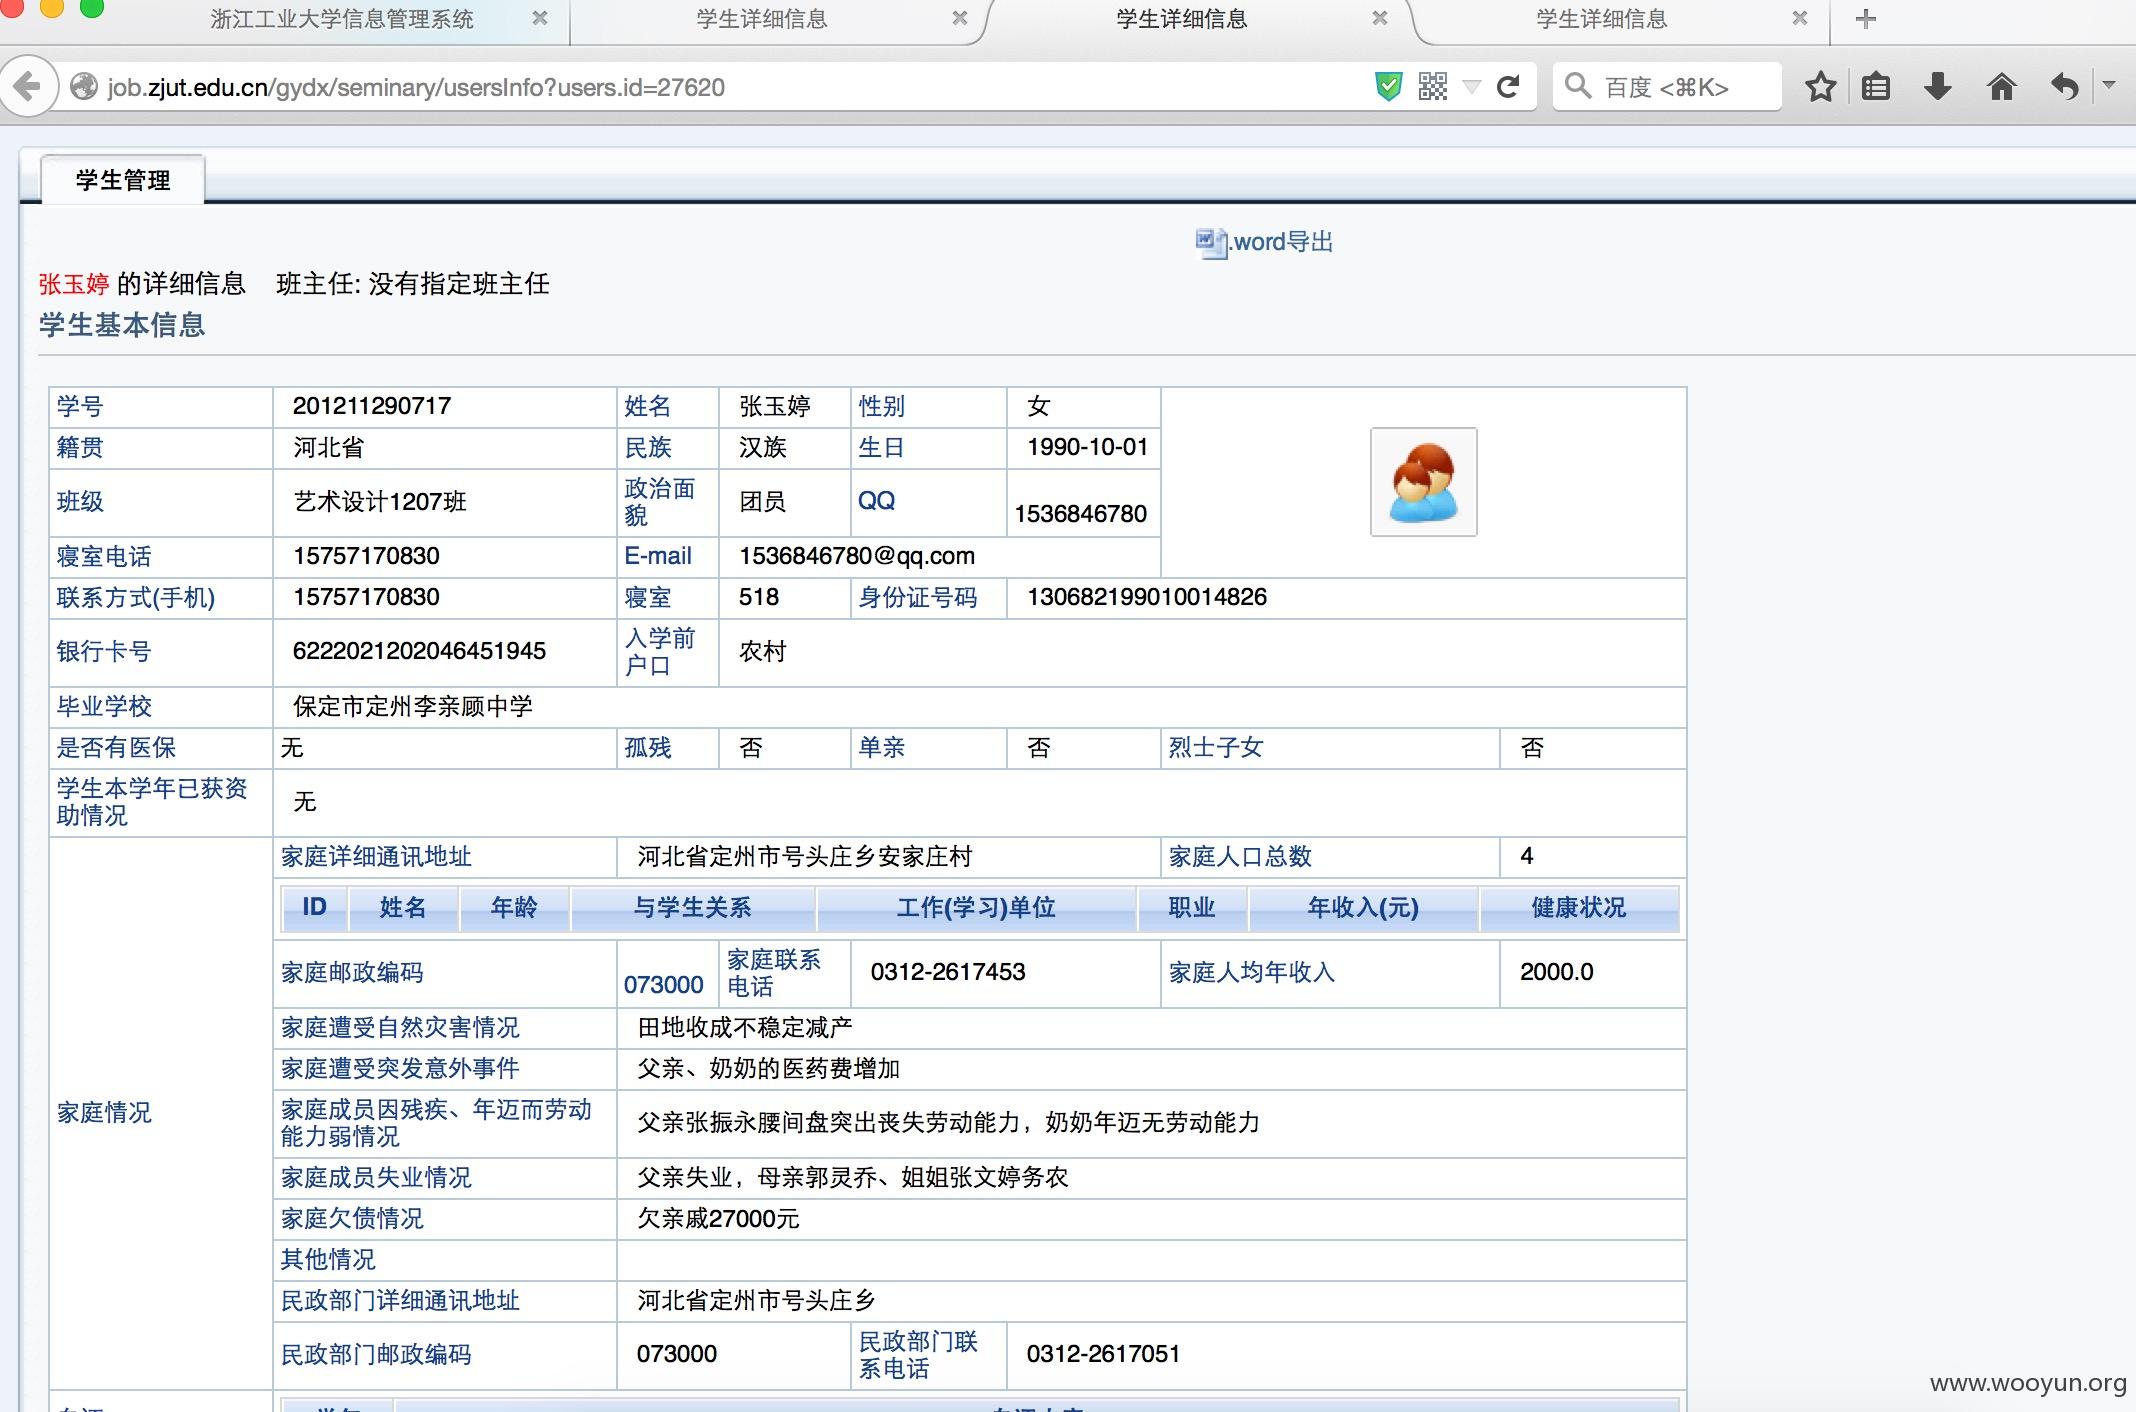 浙江工业大学信息管理系统
学生详细信息
学生详细信息
学生详细信息
job.zjut.edu.cn/gydx/seminary/usersInfo?users.id=27620
百度 <⌘K>
学生管理
.word导出
张玉婷 的详细信息 班主任: 没有指定班主任
学生基本信息
学号 201211290717 姓名 张玉婷 性别 女
籍贯 河北省 民族 汉族 生日 1990-10-01
班级 艺术设计1207班 政治面貌 团员 QQ 1536846780
寝室电话 15757170830 E-mail 1536846780@qq.com
联系方式(手机) 15757170830 寝室 518 身份证号码 130682199010014826
银行卡号 6222021202046451945 入学前户口 农村
毕业学校 保定市定州李亲顾中学
是否有医保 无 孤残 否 单亲 否 烈士子女 否
学生本学年已获资助情况 无
家庭情况
家庭详细通讯地址 河北省定州市号头庄乡安家庄村 家庭人口总数 4
ID 姓名 年龄 与学生关系 工作(学习)单位 职业 年收入(元) 健康状况
家庭邮政编码 073000 家庭联系电话 0312-2617453 家庭人均年收入 2000.0
家庭遭受自然灾害情况 田地收成不稳定减产
家庭遭受突发意外事件 父亲、奶奶的医药费增加
家庭成员因残疾、年迈而劳动能力弱情况 父亲张振永腰间盘突出丧失劳动能力，奶奶年迈无劳动能力
家庭成员失业情况 父亲失业，母亲郭灵乔、姐姐张文婷务农
家庭欠债情况 欠亲戚27000元
其他情况
民政部门详细通讯地址 河北省定州市号头庄乡
民政部门邮政编码 073000 民政部门联系电话 0312-2617051
www.wooyun.org